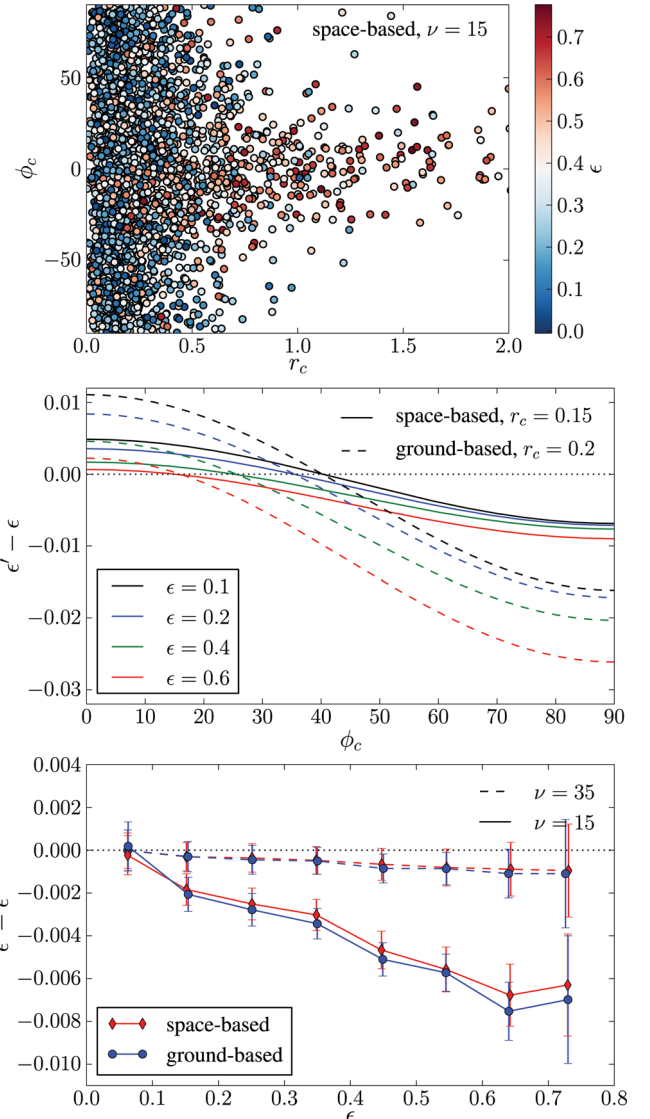 space-based, ν = 15
50
0
−50
ϕc
0.0 0.5 1.0 1.5 2.0
rc
0.7
0.6
0.5
0.4
0.3
0.2
0.1
0.0
ϵ
0.01
0.00
−0.01
−0.02
−0.03
ϵ′ − ϵ
space-based, rc = 0.15
ground-based, rc = 0.2
ϵ = 0.1
ϵ = 0.2
ϵ = 0.4
ϵ = 0.6
0 10 20 30 40 50 60 70 80 90
ϕc
0.004
0.002
0.000
−0.002
−0.004
−0.006
−0.008
−0.010
ν = 35
ν = 15
space-based
ground-based
0.0 0.1 0.2 0.3 0.4 0.5 0.6 0.7 0.8
ϵ